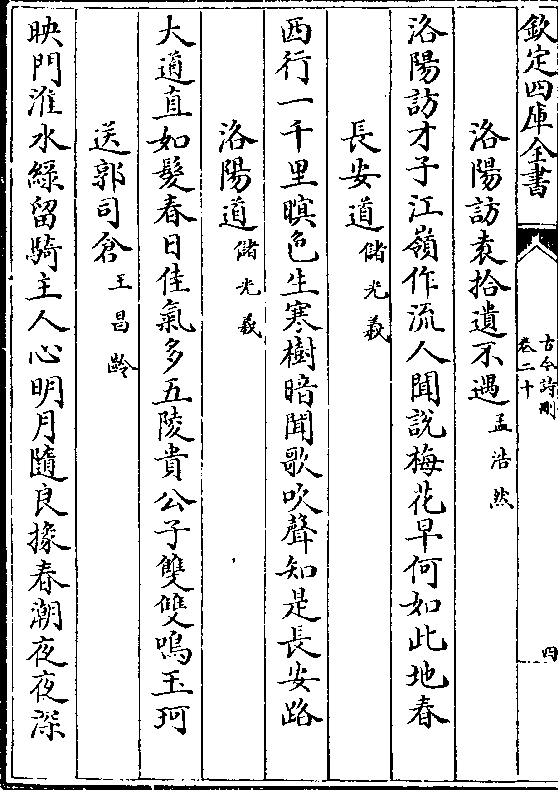 欽定四庫全書
古今詩刪
卷二十
四
洛陽訪袁拾遺不遇 孟浩然
洛陽訪才子江嶺作流人聞說梅花早何如此地春
長安道 儲光羲
西行一千里暝色生寒樹暗聞歌吹聲知是長安路
洛陽道 儲光羲
大道直如髮春日佳氣多五陵貴公子雙雙鳴玉珂
送郭司倉 王昌齡
映門淮水綠留騎主人心明月隨良掾春潮夜夜深